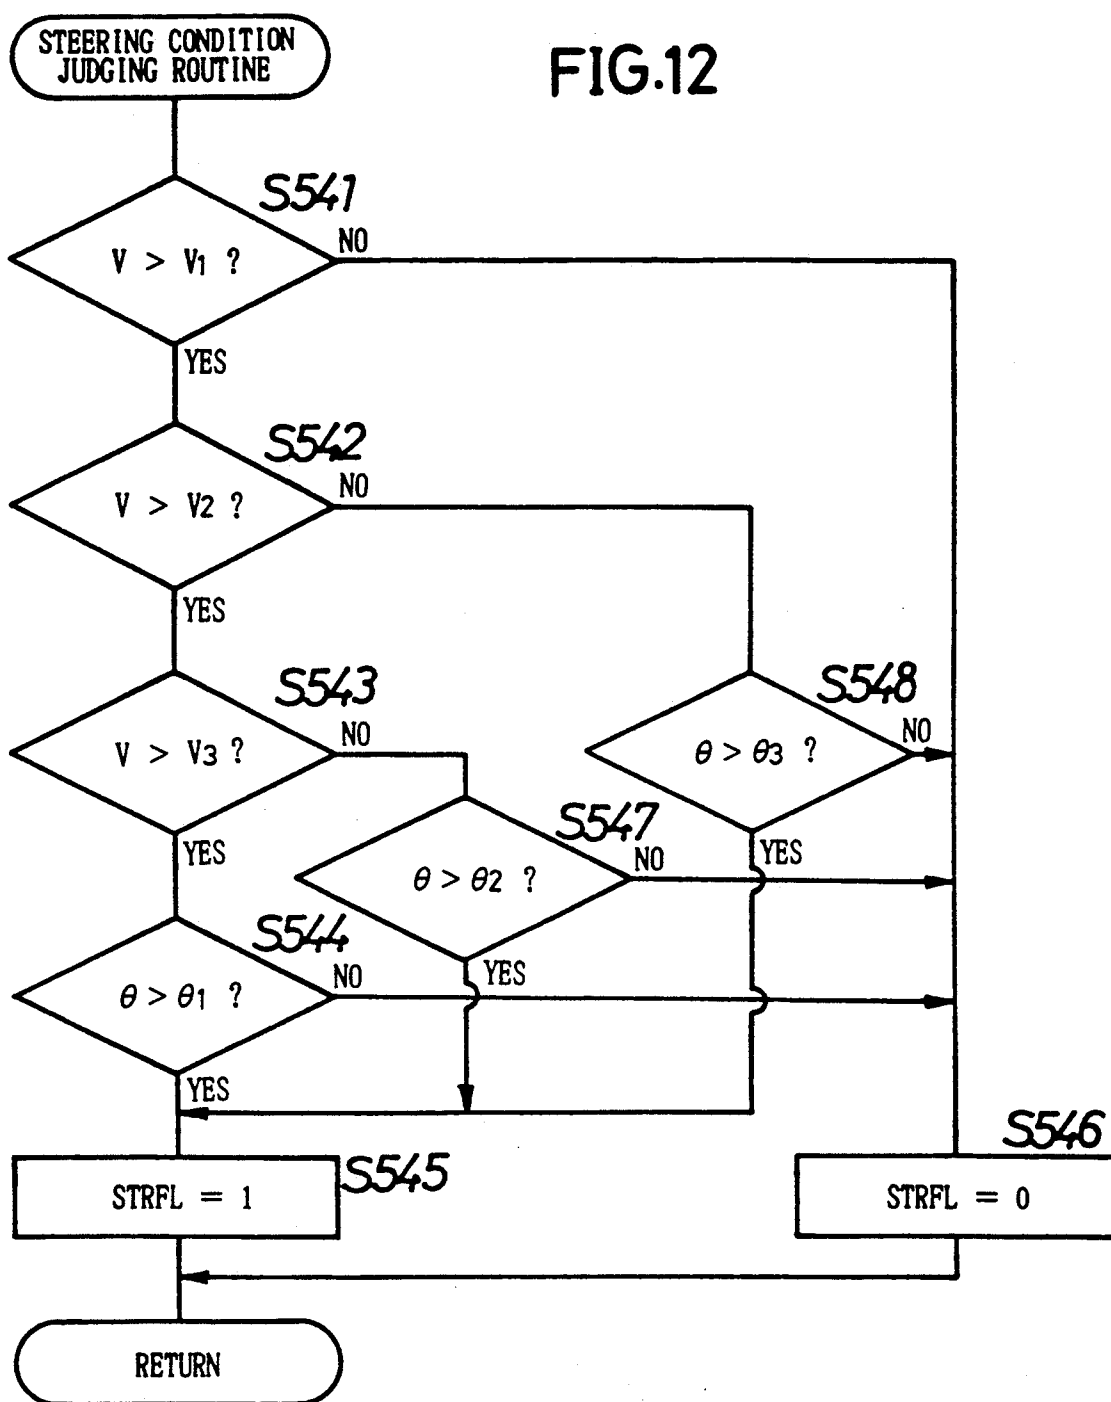 STEERING CONDITION
JUDGING ROUTINE
FIG.12
S541
V > V1 ?
NO
YES
S542
V > V2 ?
NO
YES
S543
V > V3 ?
NO
YES
S548
θ > θ3 ?
NO
YES
S547
θ > θ2 ?
NO
YES
S544
θ > θ1 ?
NO
YES
S545
STRFL = 1
S546
STRFL = 0
RETURN